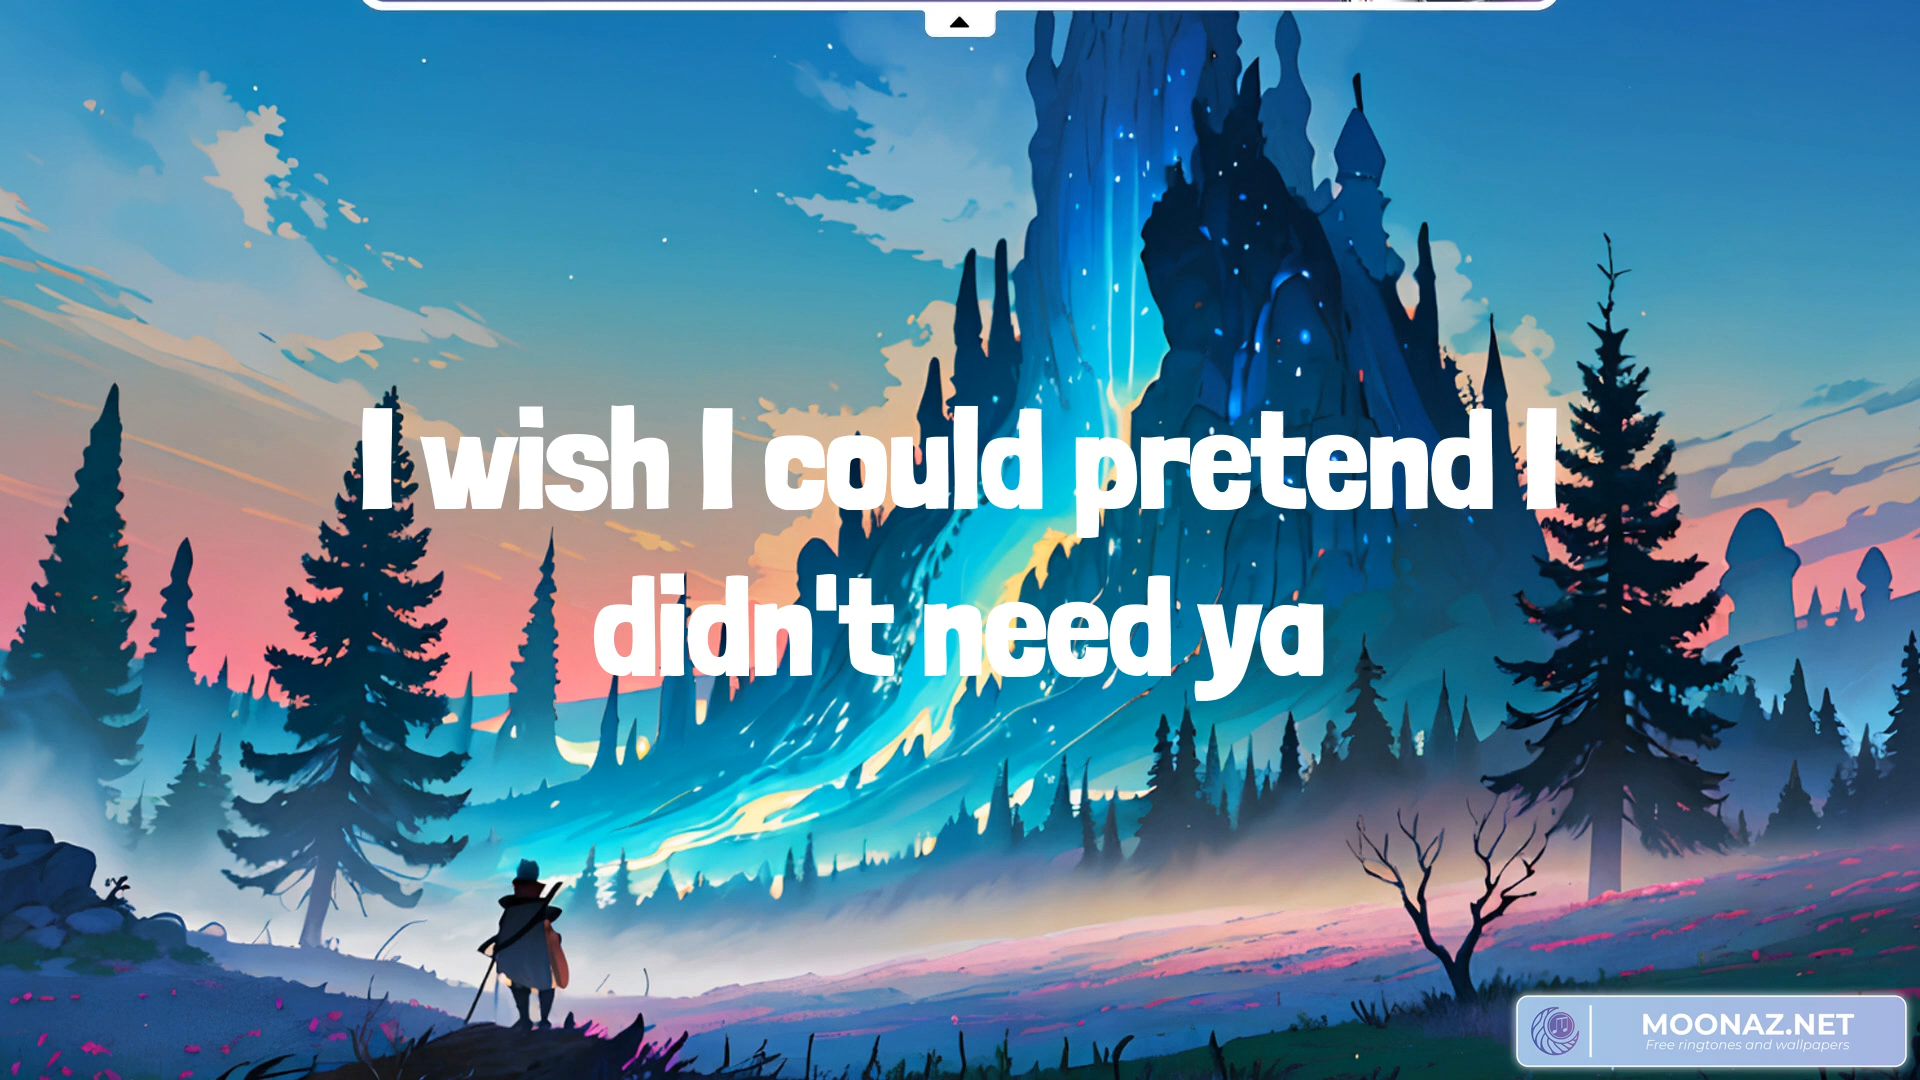 I wish I could pretend I
didn't need ya
MOONAZ.NET
Free ringtones and wallpapers